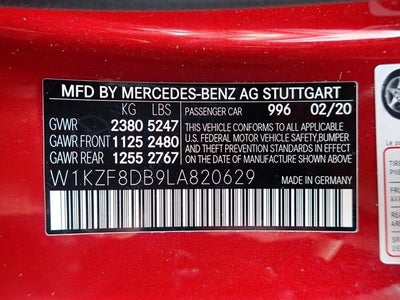 MFD BY MERCEDES-BENZ AG STUTTGART
KG LBS PASSENGER CAR 996 02/20
GVWR 2380 5247
GAWR FRONT 1125 2480
GAWR REAR 1255 2767
THIS VEHICLE CONFORMS TO ALL APPLICABLE
U.S. FEDERAL MOTOR VEHICLE SAFETY,BUMPER
AND THEFT PREVENTION STANDARDS IN EFFECT
ON THE DATE OF MANUFACTURE SHOWN ABOVE.
W1KZF8DB9LA820629 MADE IN GERMANY